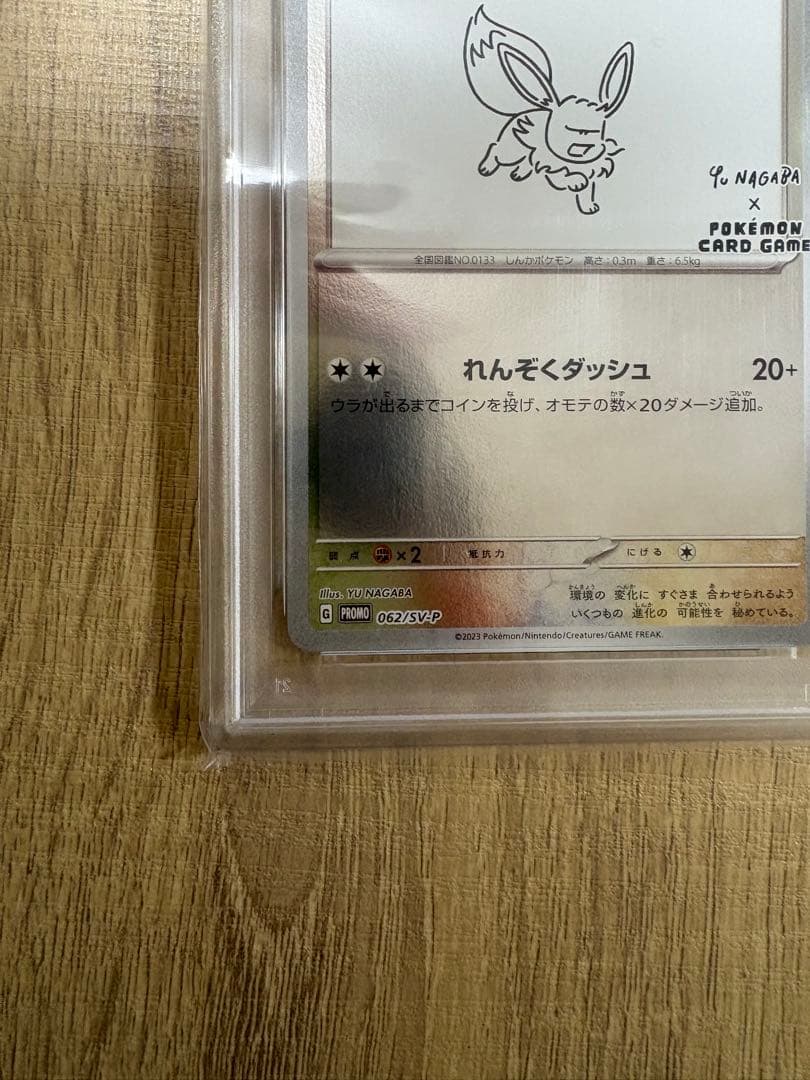 Yu NAGABA
×
POKÉMON
CARD GAME
全国図鑑NO.0133 しんかポケモン 高さ:0.3m 重さ:6.5kg
れんぞくダッシュ 20+
ウラが出るまでコインを投げ、オモテの数×20ダメージ追加。
弱点 ×2 抵抗力 にげる
Illus. YU NAGABA
G PROMO 062/SV-P
環境の 変化に すぐさま 合わせられるよう
いくつもの 進化の 可能性を 秘めている。
©2023 Pokémon/Nintendo/Creatures/GAME FREAK.